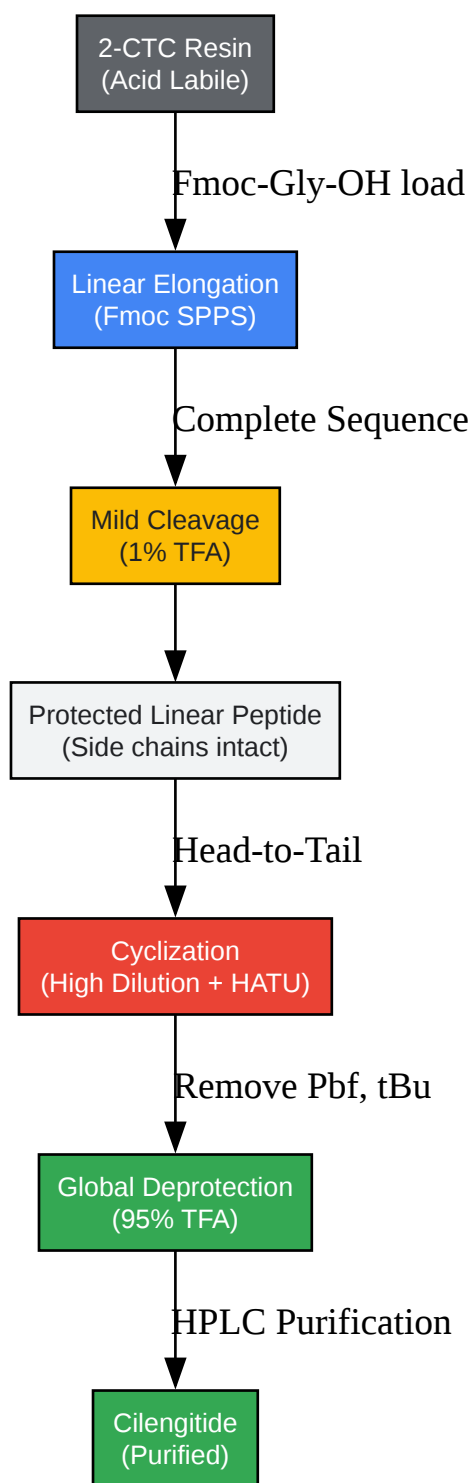 2-CTC Resin
(Acid Labile)
Fmoc-Gly-OH load
Linear Elongation
(Fmoc SPPS)
Complete Sequence
Mild Cleavage
(1% TFA)
Protected Linear Peptide
(Side chains intact)
Head-to-Tail
Cyclization
(High Dilution + HATU)
Remove Pbf, tBu
Global Deprotection
(95% TFA)
HPLC Purification
Cilengitide
(Purified)